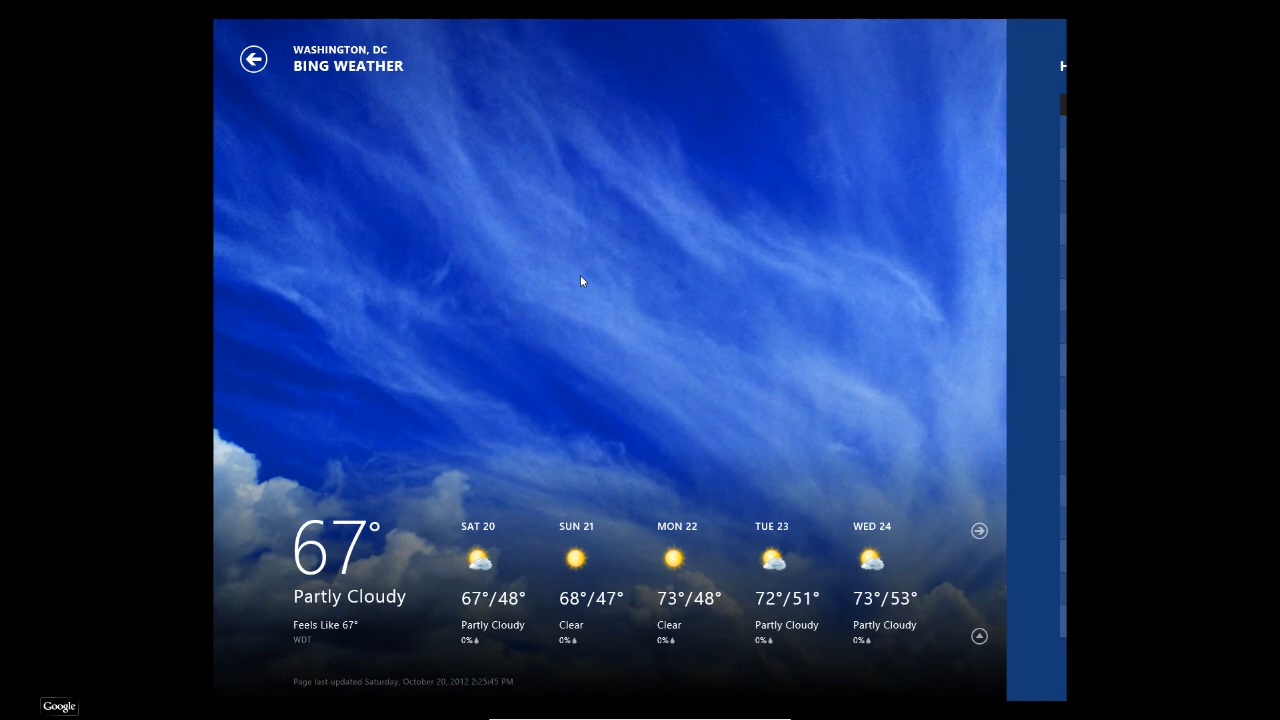 WASHINGTON, DC
BING WEATHER
H
67°
Partly Cloudy
Feels Like 67°
WDT
SAT 20
67°/48°
Partly Cloudy
0%
SUN 21
68°/47°
Clear
0%
MON 22
73°/48°
Clear
0%
TUE 23
72°/51°
Partly Cloudy
0%
WED 24
73°/53°
Partly Cloudy
0%
Page last updated Saturday, October 20, 2012 2:25:45 PM
Google